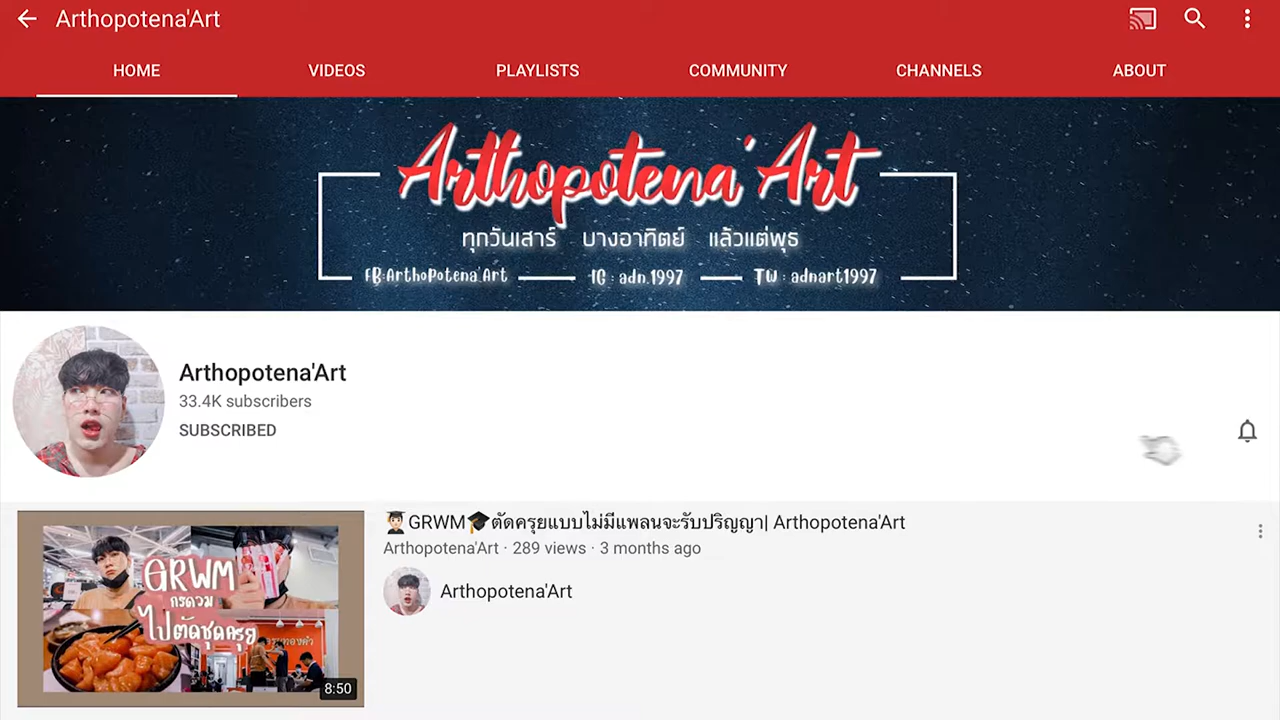 Arthopotena'Art
HOME VIDEOS PLAYLISTS COMMUNITY CHANNELS ABOUT
Arthopotena'Art
ทุกวันเสาร์ บางอาทิตย์ แล้วแต่พุธ
FB:ArthoPotena'Art IG : adn.1997 TW : adnart1997
Arthopotena'Art
33.4K subscribers
SUBSCRIBED
👨🏻‍🎓GRWM🎓ตัดครุยแบบไม่มีแพลนจะรับปริญญา| Arthopotena'Art
Arthopotena'Art · 289 views · 3 months ago
Arthopotena'Art
GRWM
กรดวม
ไปตัดชุดครุย
8:50